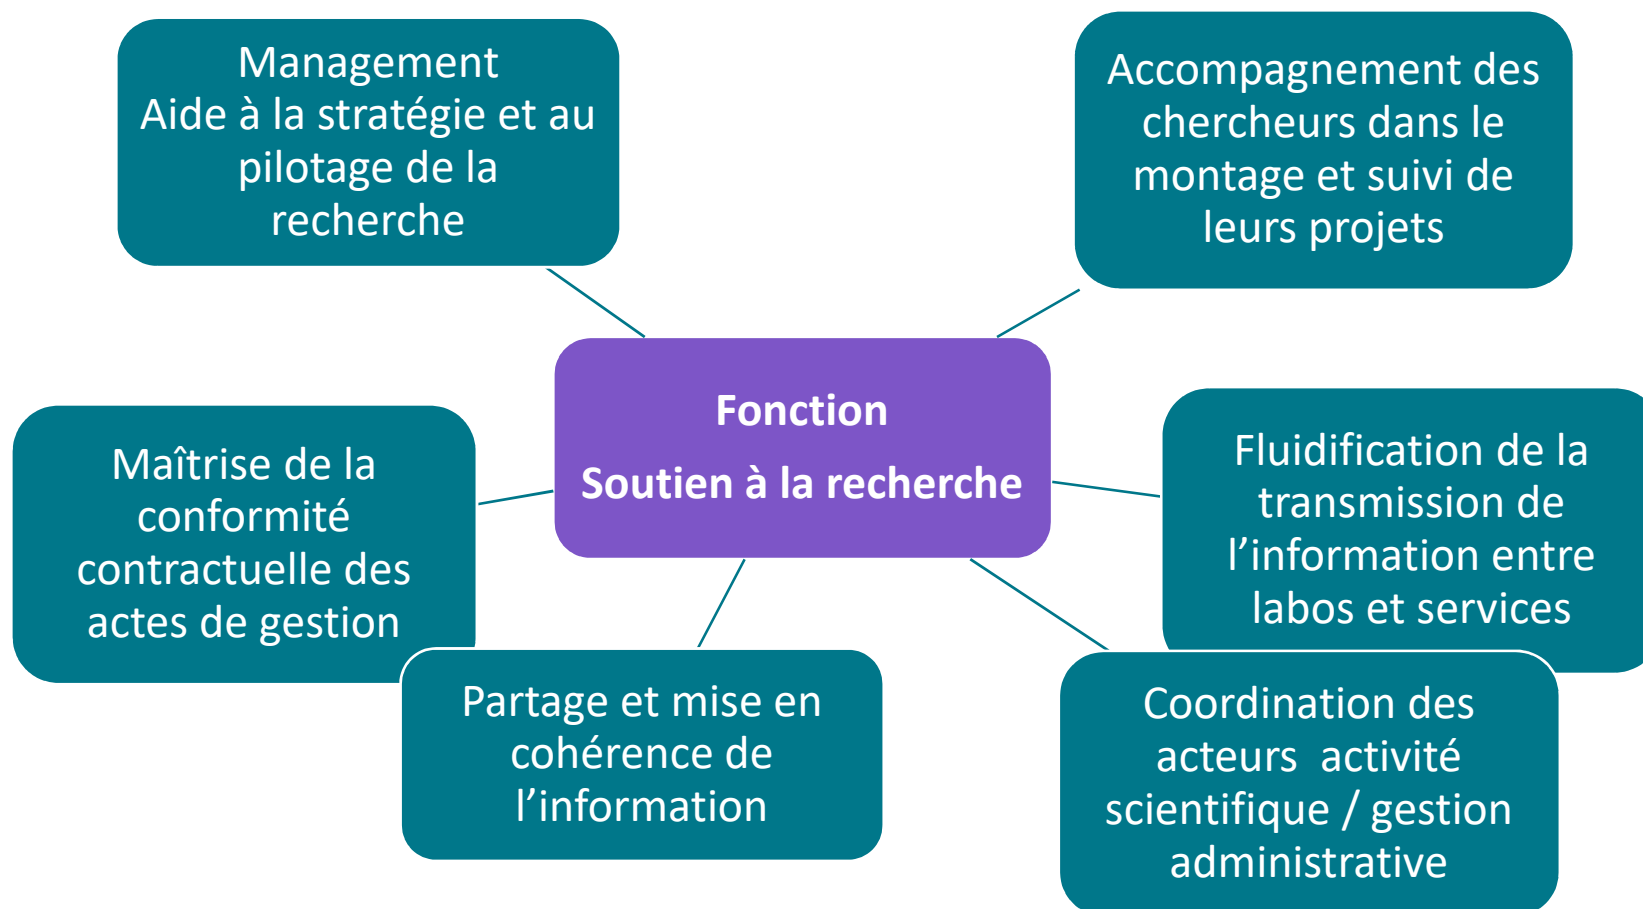 Management
Aide à la stratégie et au
pilotage de la
recherche
Accompagnement des
chercheurs dans le
montage et suivi de
leurs projets
Fonction
Soutien à la recherche
Maîtrise de la
conformité
contractuelle des
actes de gestion
Fluidification de la
transmission de
l’information entre
labos et services
Partage et mise en
cohérence de
l’information
Coordination des
acteurs  activité
scientifique / gestion
administrative